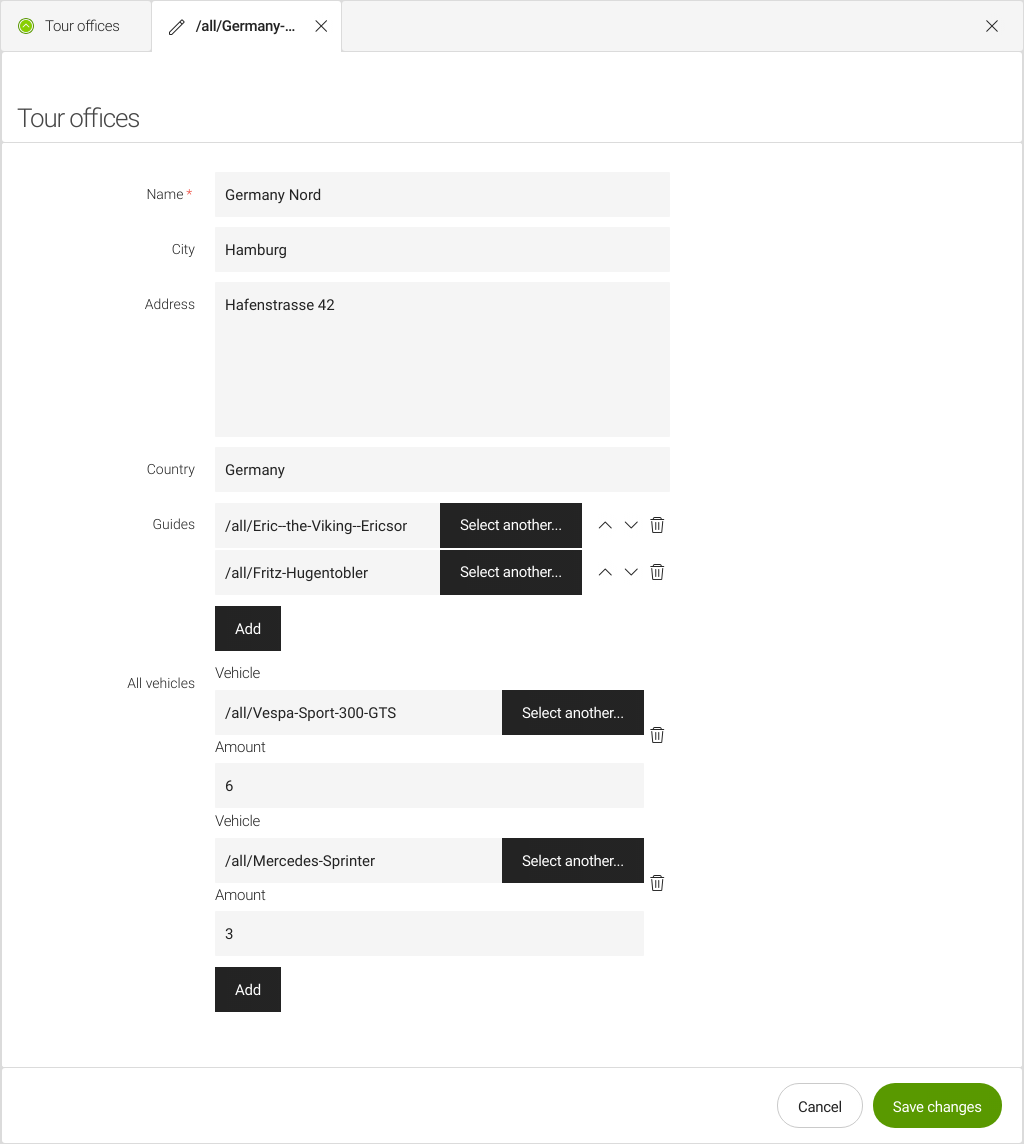 Tour offices
/all/Germany-...
Tour offices
Name *
Germany Nord
City
Hamburg
Address
Hafenstrasse 42
Country
Germany
Guides
/all/Eric--the-Viking--Ericsor
Select another...
/all/Fritz-Hugentobler
Select another...
Add
All vehicles
Vehicle
/all/Vespa-Sport-300-GTS
Select another...
Amount
6
Vehicle
/all/Mercedes-Sprinter
Select another...
Amount
3
Add
Cancel
Save changes